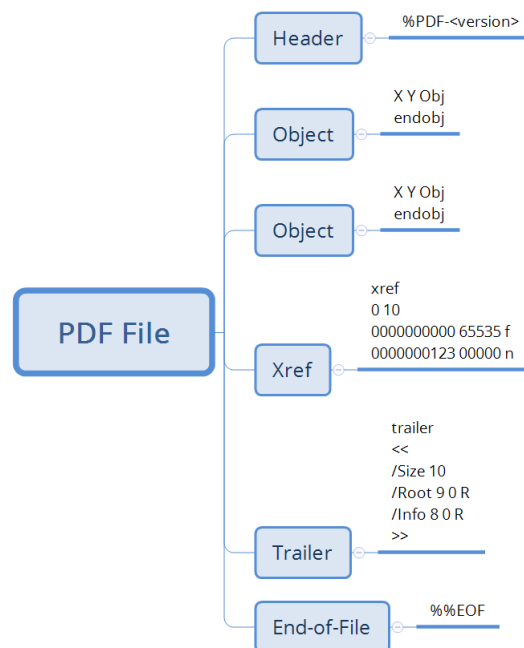 PDF File
Header
%PDF-<version>
Object
X Y Obj
endobj
Object
X Y Obj
endobj
Xref
xref
0 10
0000000000 65535 f
0000000123 00000 n
Trailer
trailer
<<
/Size 10
/Root 9 0 R
/Info 8 0 R
>>
End-of-File
%%EOF